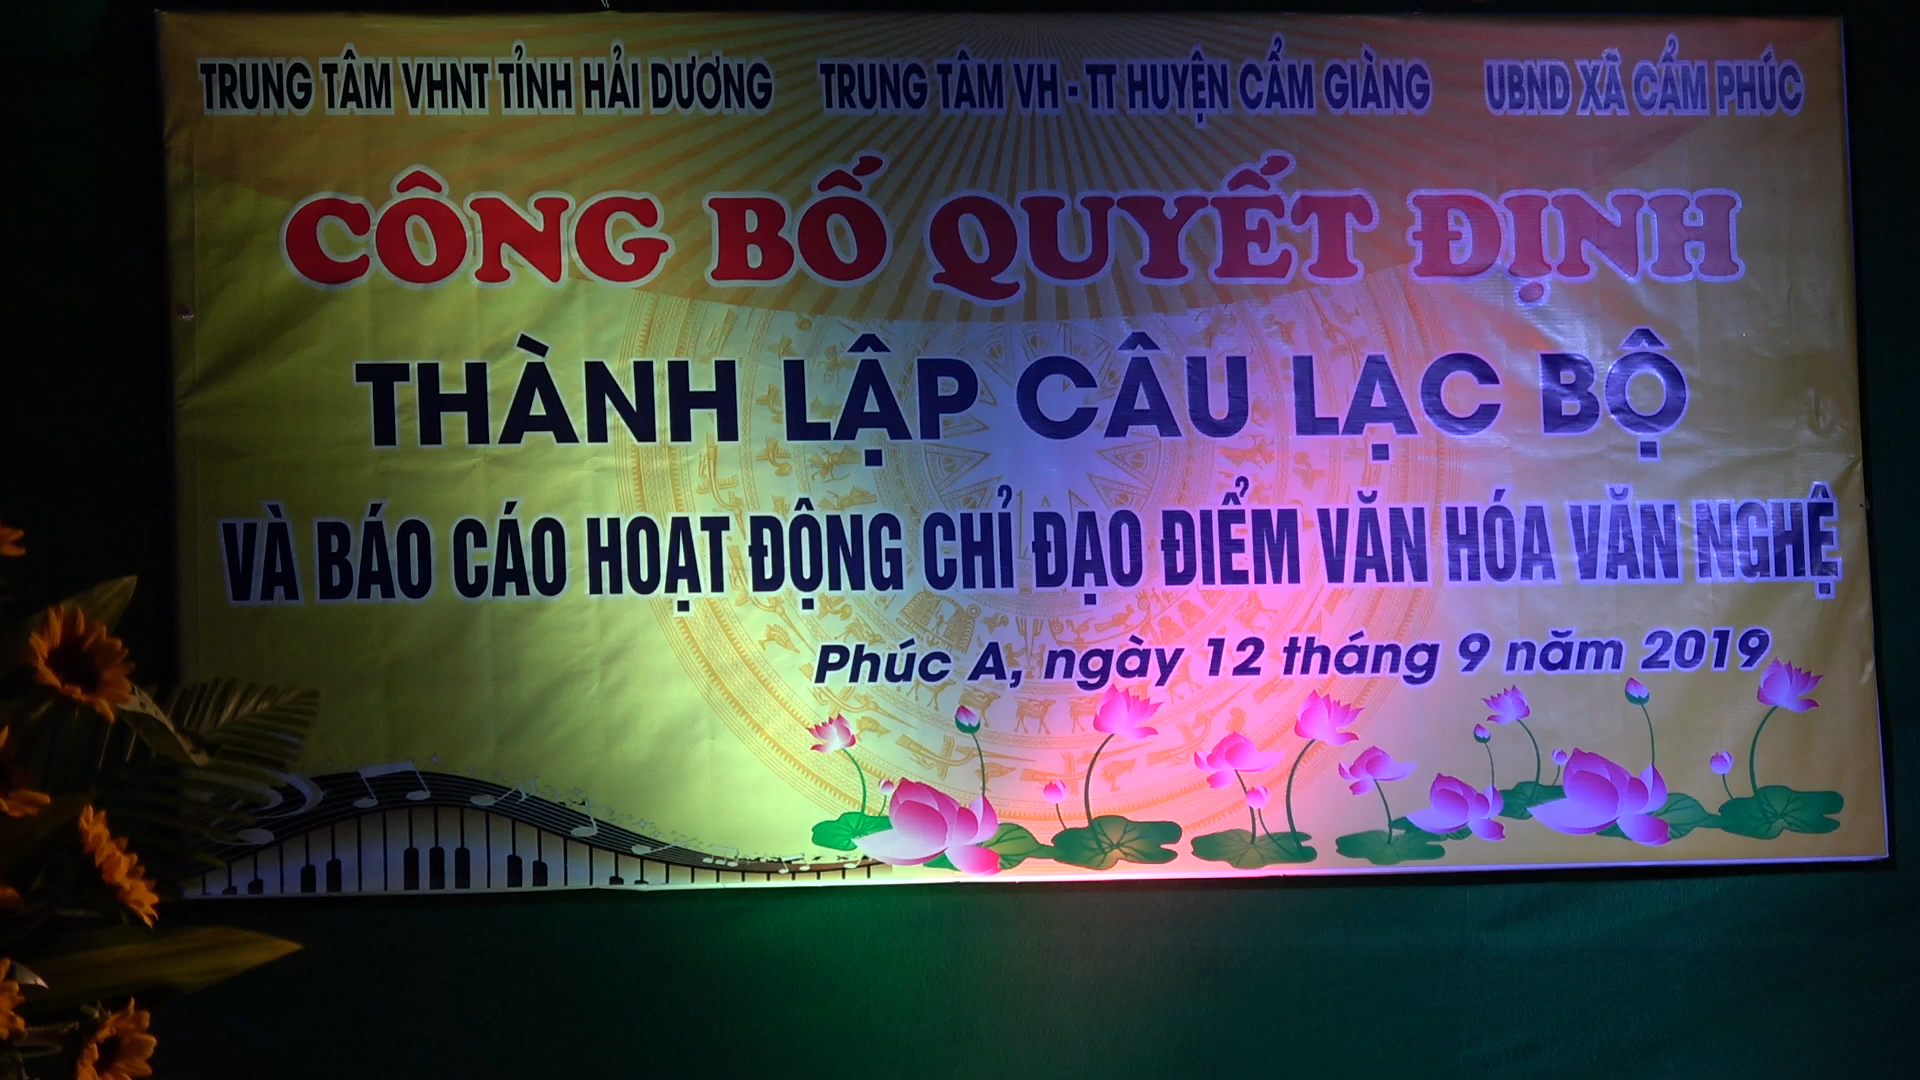 TRUNG TÂM VHNT TỈNH HẢI DƯƠNG TRUNG TÂM VH - TT HUYỆN CẨM GIÀNG UBND XÃ CẨM PHÚC
CÔNG BỐ QUYẾT ĐỊNH
THÀNH LẬP CÂU LẠC BỘ
VÀ BÁO CÁO HOẠT ĐỘNG CHỈ ĐẠO ĐIỂM VĂN HÓA VĂN NGHỆ
Phúc A, ngày 12 tháng 9 năm 2019